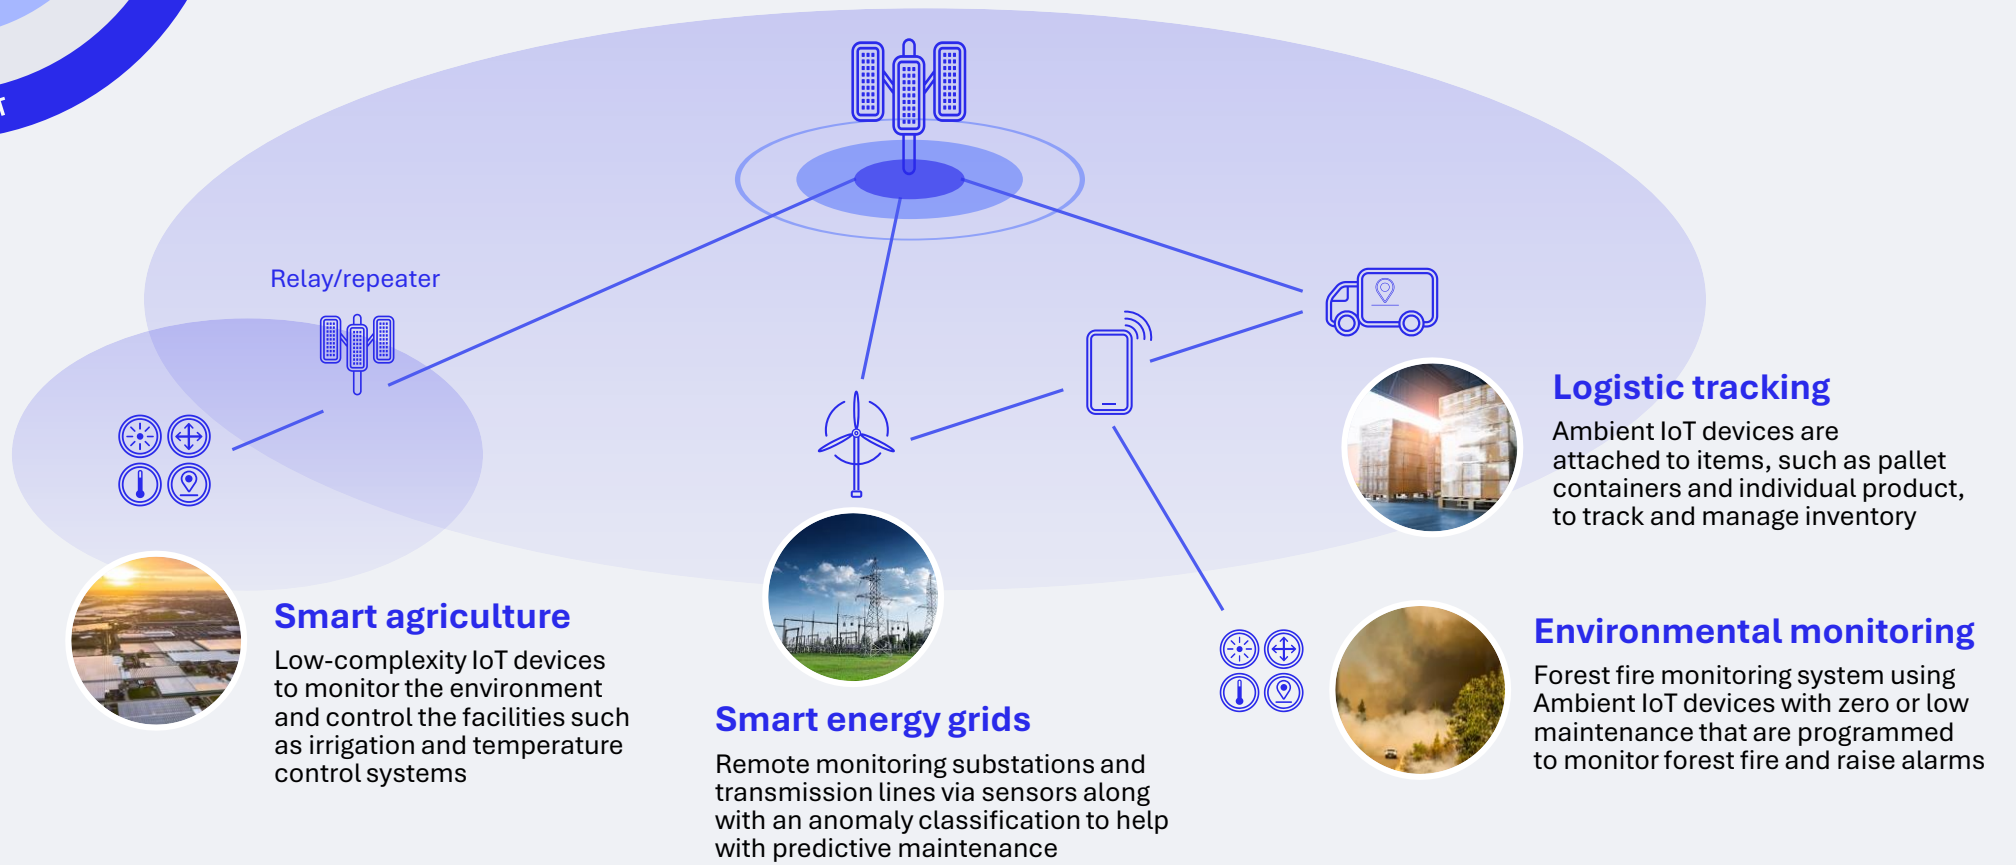 Relay/repeater
Logistic tracking
Ambient IoT devices are
attached to items, such as pallet
containers and individual product,
to track and manage inventory
Smart agriculture
Low-complexity IoT devices
to monitor the environment
and control the facilities such
as irrigation and temperature
control systems
Smart energy grids
Remote monitoring substations and
transmission lines via sensors along
with an anomaly classification to help
with predictive maintenance
Environmental monitoring
Forest fire monitoring system using
Ambient IoT devices with zero or low
maintenance that are programmed
to monitor forest fire and raise alarms